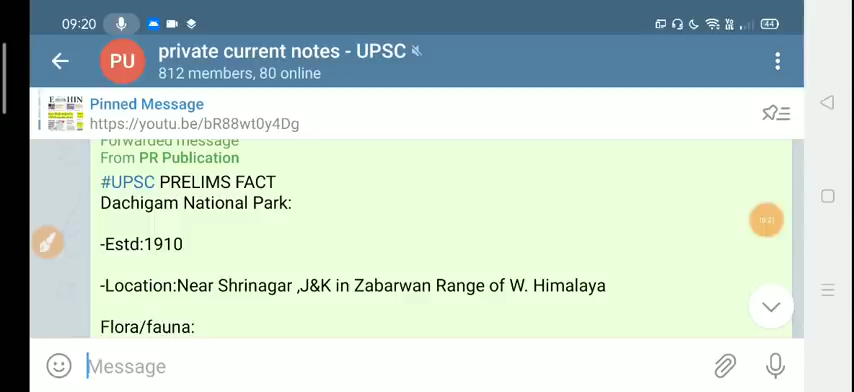 09:20
44
PU
private current notes - UPSC
812 members, 80 online
Pinned Message
https://youtu.be/bR88wt0y4Dg
Forwarded message
From PR Publication
#UPSC PRELIMS FACT
Dachigam National Park:
-Estd:1910
-Location:Near Shrinagar ,J&K in Zabarwan Range of W. Himalaya
Flora/fauna:
Message